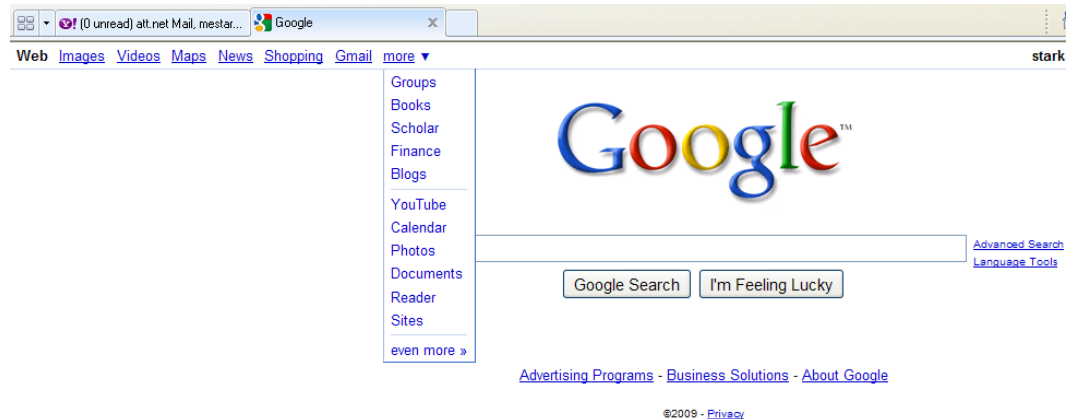 (0 unread) att.net Mail, mestar... Google
Web Images Videos Maps News Shopping Gmail more ▼ stark
Groups
Books
Scholar
Finance
Blogs
YouTube
Calendar
Photos
Documents
Reader
Sites
even more »
Google™
Advanced Search
Language Tools
Google Search I'm Feeling Lucky
Advertising Programs - Business Solutions - About Google
©2009 - Privacy